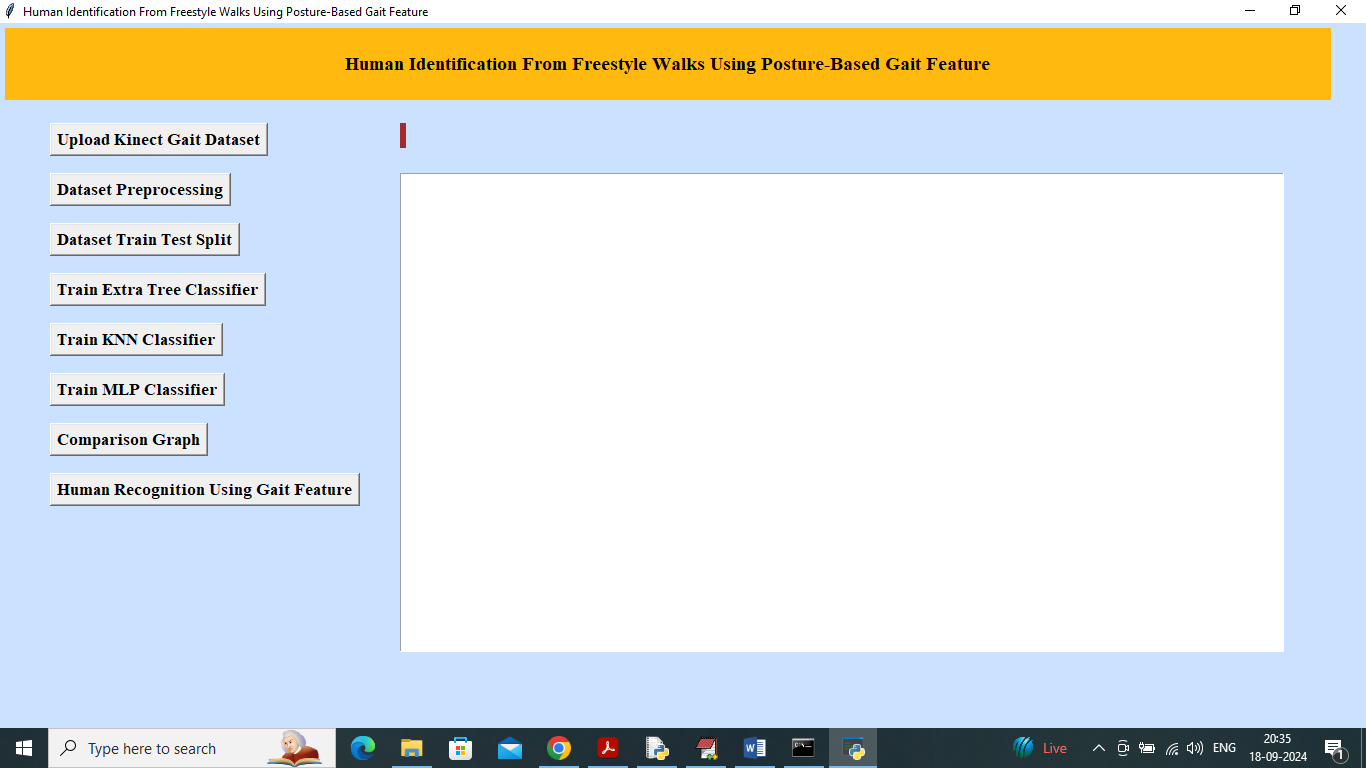 Human Identification From Freestyle Walks Using Posture-Based Gait Feature
Human Identification From Freestyle Walks Using Posture-Based Gait Feature
Upload Kinect Gait Dataset
Dataset Preprocessing
Dataset Train Test Split
Train Extra Tree Classifier
Train KNN Classifier
Train MLP Classifier
Comparison Graph
Human Recognition Using Gait Feature
Type here to search
Live
ENG
20:35
18-09-2024
1